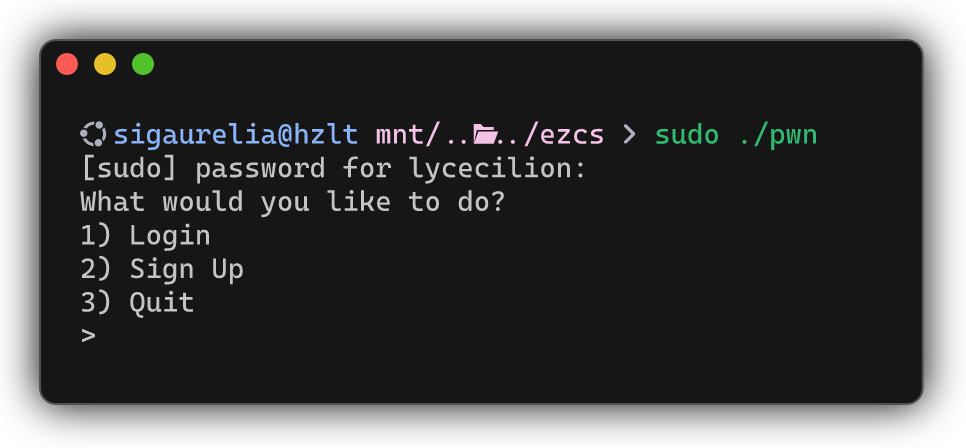 sigaurelia@hzlt mnt/..../ezcs > sudo ./pwn
[sudo] password for lycecilion:
What would you like to do?
1) Login
2) Sign Up
3) Quit
>